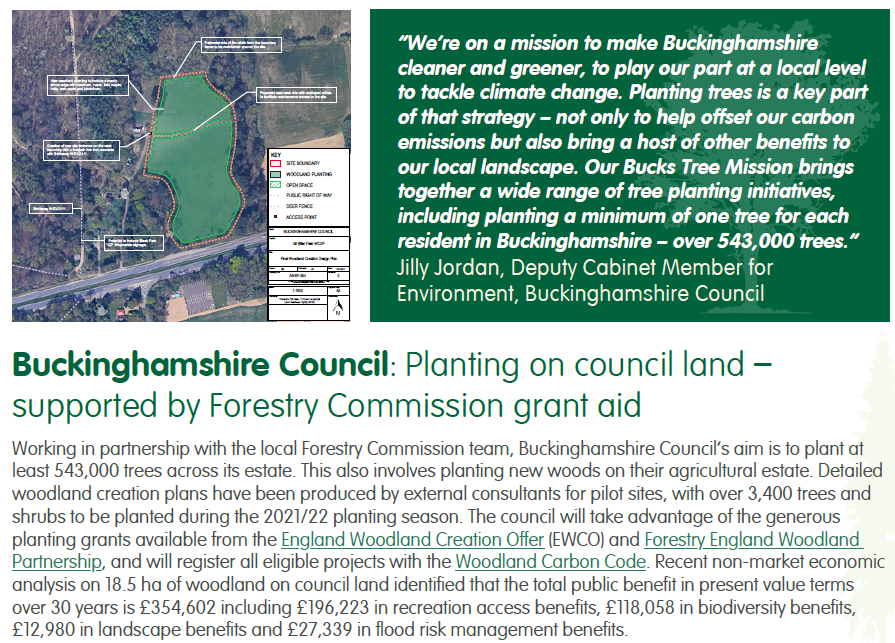 KEY
SITE BOUNDARY
WOODLAND PLANTING
OPEN SPACE
PUBLIC RIGHT OF WAY
DEER FENCE
ACCESS POINT
BUCKINGHAMSHIRE COUNCIL
Final Woodland Creation Design Plan
N
“We’re on a mission to make Buckinghamshire
cleaner and greener, to play our part at a local level
to tackle climate change. Planting trees is a key part
of that strategy – not only to help offset our carbon
emissions but also bring a host of other benefits to
our local landscape. Our Bucks Tree Mission brings
together a wide range of tree planting initiatives,
including planting a minimum of one tree for each
resident in Buckinghamshire – over 543,000 trees.”
Jilly Jordan, Deputy Cabinet Member for
Environment, Buckinghamshire Council
Buckinghamshire Council: Planting on council land –
supported by Forestry Commission grant aid
Working in partnership with the local Forestry Commission team, Buckinghamshire Council’s aim is to plant at
least 543,000 trees across its estate. This also involves planting new woods on their agricultural estate. Detailed
woodland creation plans have been produced by external consultants for pilot sites, with over 3,400 trees and
shrubs to be planted during the 2021/22 planting season. The council will take advantage of the generous
planting grants available from the England Woodland Creation Offer (EWCO) and Forestry England Woodland
Partnership, and will register all eligible projects with the Woodland Carbon Code. Recent non-market economic
analysis on 18.5 ha of woodland on council land identified that the total public benefit in present value terms
over 30 years is £354,602 including £196,223 in recreation access benefits, £118,058 in biodiversity benefits,
£12,980 in landscape benefits and £27,339 in flood risk management benefits.